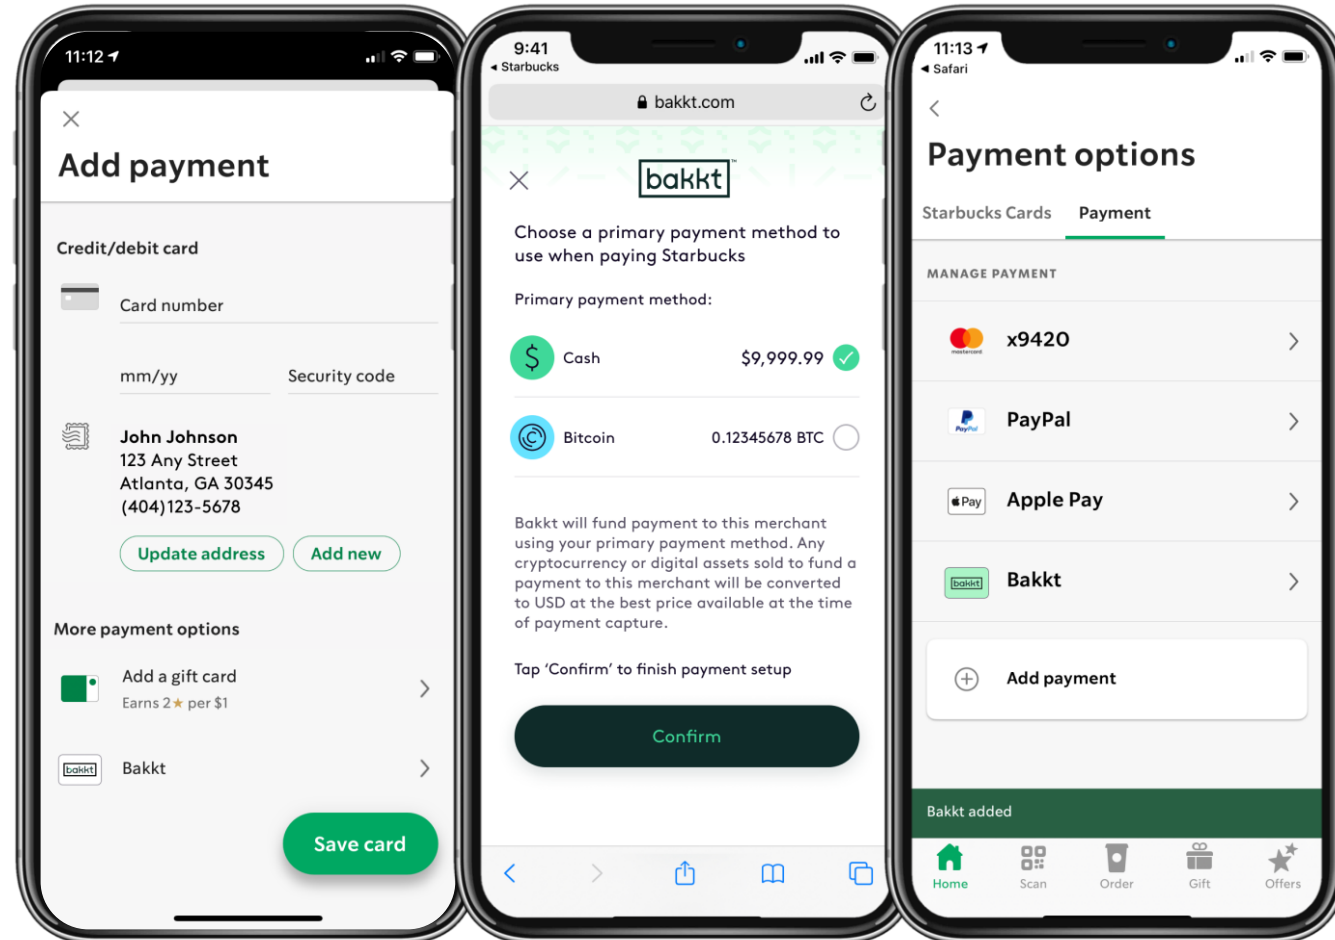 11:12
Add payment
Credit/debit card
Card number
mm/yy
Security code
John Johnson
123 Any Street
Atlanta, GA 30345
(404)123-5678
Update address
Add new
More payment options
Add a gift card
Earns 2★ per $1
bakkt
Bakkt
Save card
9:41
◂ Starbucks
bakkt.com
bakkt™
Choose a primary payment method to
use when paying Starbucks
Primary payment method:
$
Cash
$9,999.99
Bitcoin
0.12345678 BTC
Bakkt will fund payment to this merchant
using your primary payment method. Any
cryptocurrency or digital assets sold to fund a
payment to this merchant will be converted
to USD at the best price available at the time
of payment capture.
Tap ‘Confirm’ to finish payment setup
Confirm
11:13
◂ Safari
Payment options
Starbucks Cards
Payment
MANAGE PAYMENT
mastercard
x9420
PayPal
PayPal
Pay
Apple Pay
bakkt
Bakkt
Add payment
Bakkt added
Home
Scan
Order
Gift
Offers